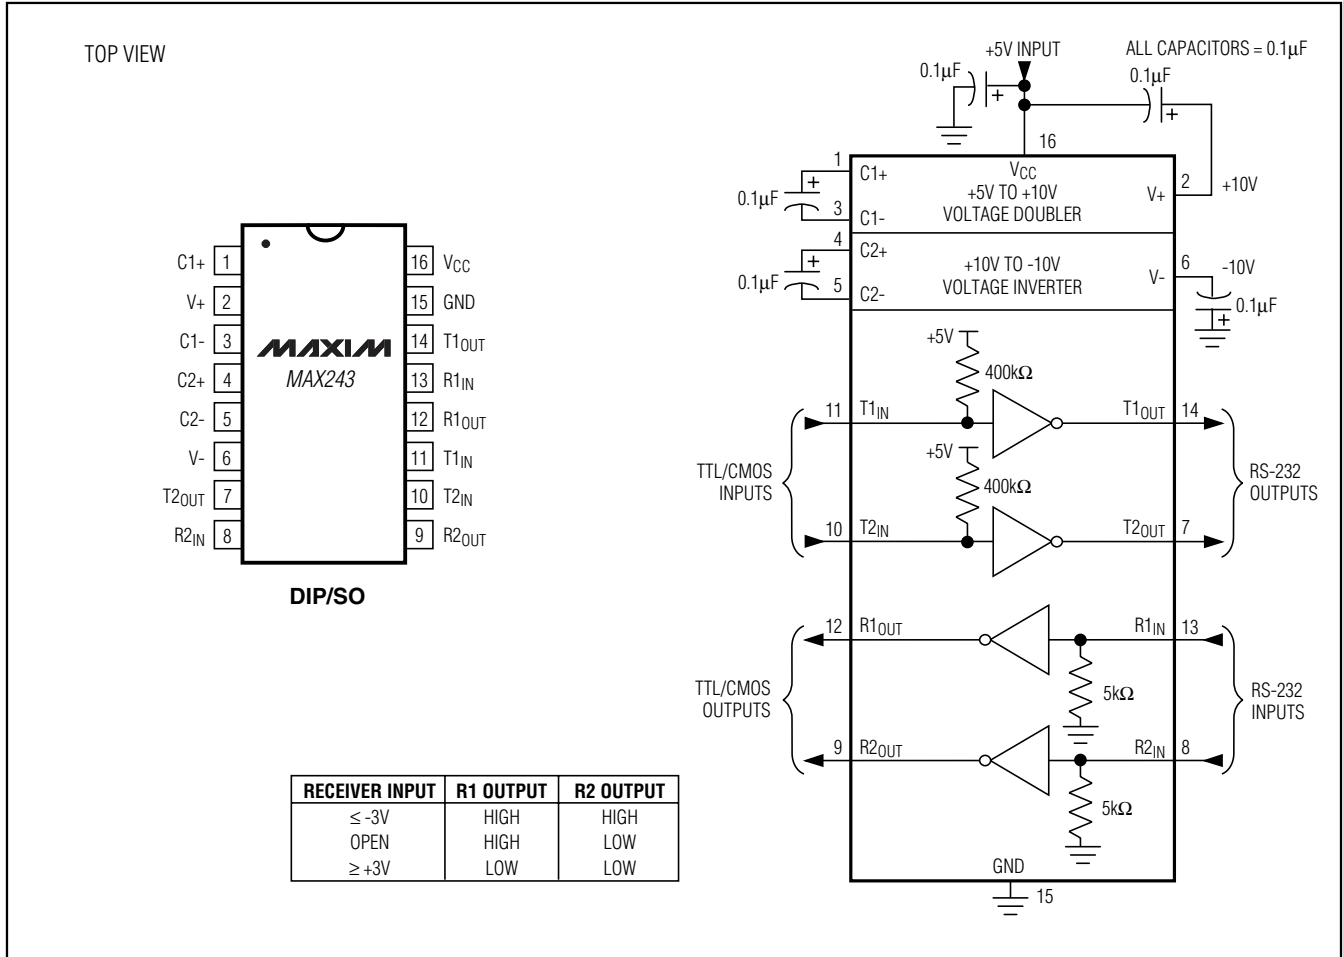 TOP VIEW
C1+ 1
V+ 2
C1- 3
C2+ 4
C2- 5
V- 6
T2OUT 7
R2IN 8
16 VCC
15 GND
14 T1OUT
13 R1IN
12 R1OUT
11 T1IN
10 T2IN
9 R2OUT
MAXIM
MAX243
DIP/SO
RECEIVER INPUT R1 OUTPUT R2 OUTPUT
≤ -3V HIGH HIGH
OPEN HIGH LOW
≥ +3V LOW LOW
+5V INPUT
ALL CAPACITORS = 0.1µF
0.1µF
+
0.1µF
+
16
1
C1+
VCC
+5V TO +10V
VOLTAGE DOUBLER
V+
2
+10V
0.1µF
+
3
C1-
4
C2+
+10V TO -10V
VOLTAGE INVERTER
V-
6
-10V
0.1µF
+
5
C2-
0.1µF
+
+5V
400kΩ
11
T1IN
T1OUT
14
+5V
400kΩ
TTL/CMOS
INPUTS
RS-232
OUTPUTS
10
T2IN
T2OUT
7
12
R1OUT
R1IN
13
5kΩ
TTL/CMOS
OUTPUTS
RS-232
INPUTS
9
R2OUT
R2IN
8
5kΩ
GND
15